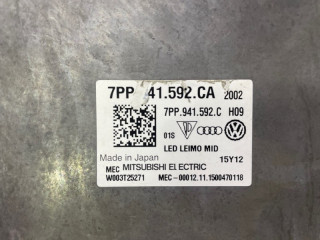 7PP 41.592.CA 2002
7PP.941.592.C H09
01S
LED LEIMO MID 15Y12
Made in Japan
MEC MITSUBISHI ELECTRIC
W003T25271 MEC-00012.11.1500470118